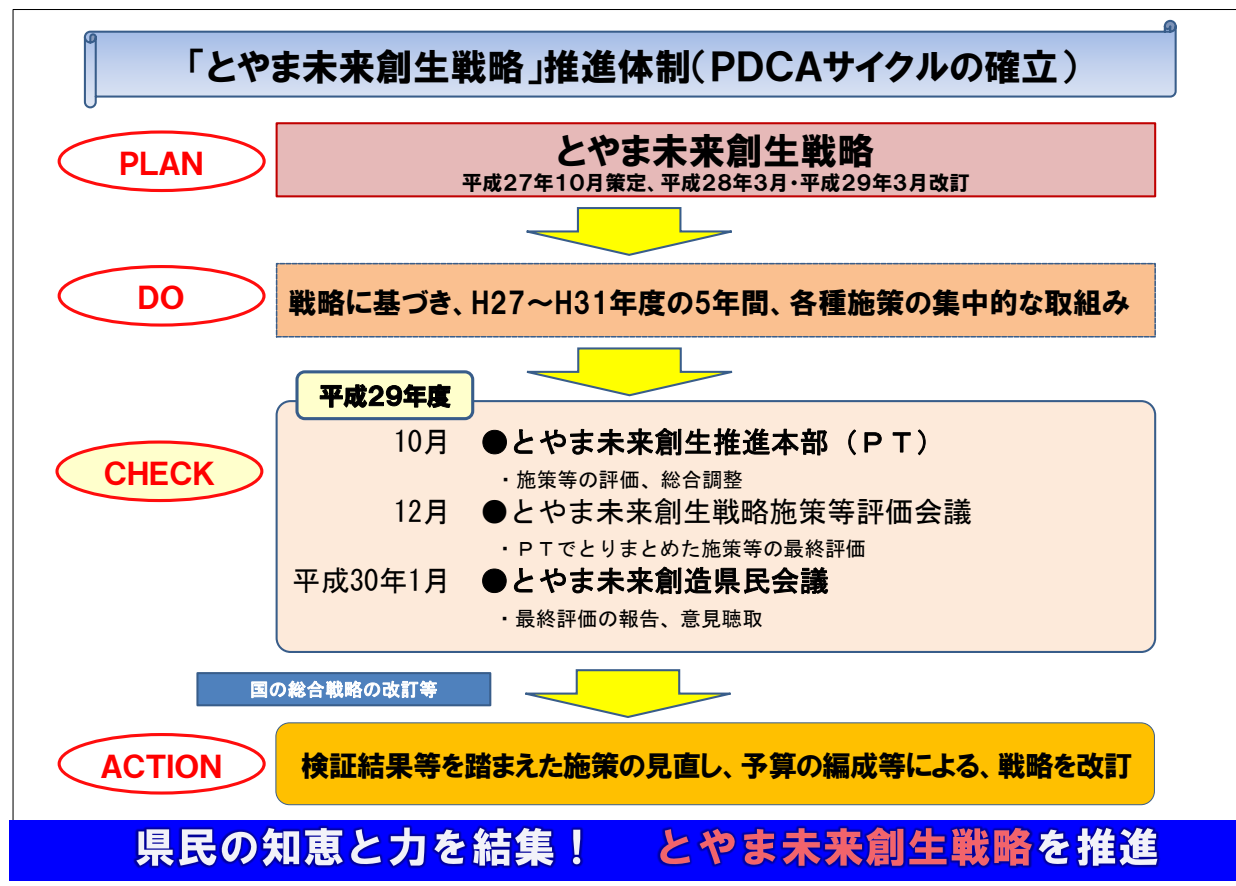 「とやま未来創生戦略」推進体制(PDCAサイクルの確立)
PLAN
とやま未来創生戦略
平成27年10月策定、平成28年3月・平成29年3月改訂
DO
戦略に基づき、H27～H31年度の5年間、各種施策の集中的な取組み
平成29年度
CHECK
10月 ●とやま未来創生推進本部（ＰＴ）
・施策等の評価、総合調整
12月 ●とやま未来創生戦略施策等評価会議
・ＰＴでとりまとめた施策等の最終評価
平成30年1月 ●とやま未来創造県民会議
・最終評価の報告、意見聴取
国の総合戦略の改訂等
ACTION
検証結果等を踏まえた施策の見直し、予算の編成等による、戦略を改訂
県民の知恵と力を結集！ とやま未来創生戦略を推進